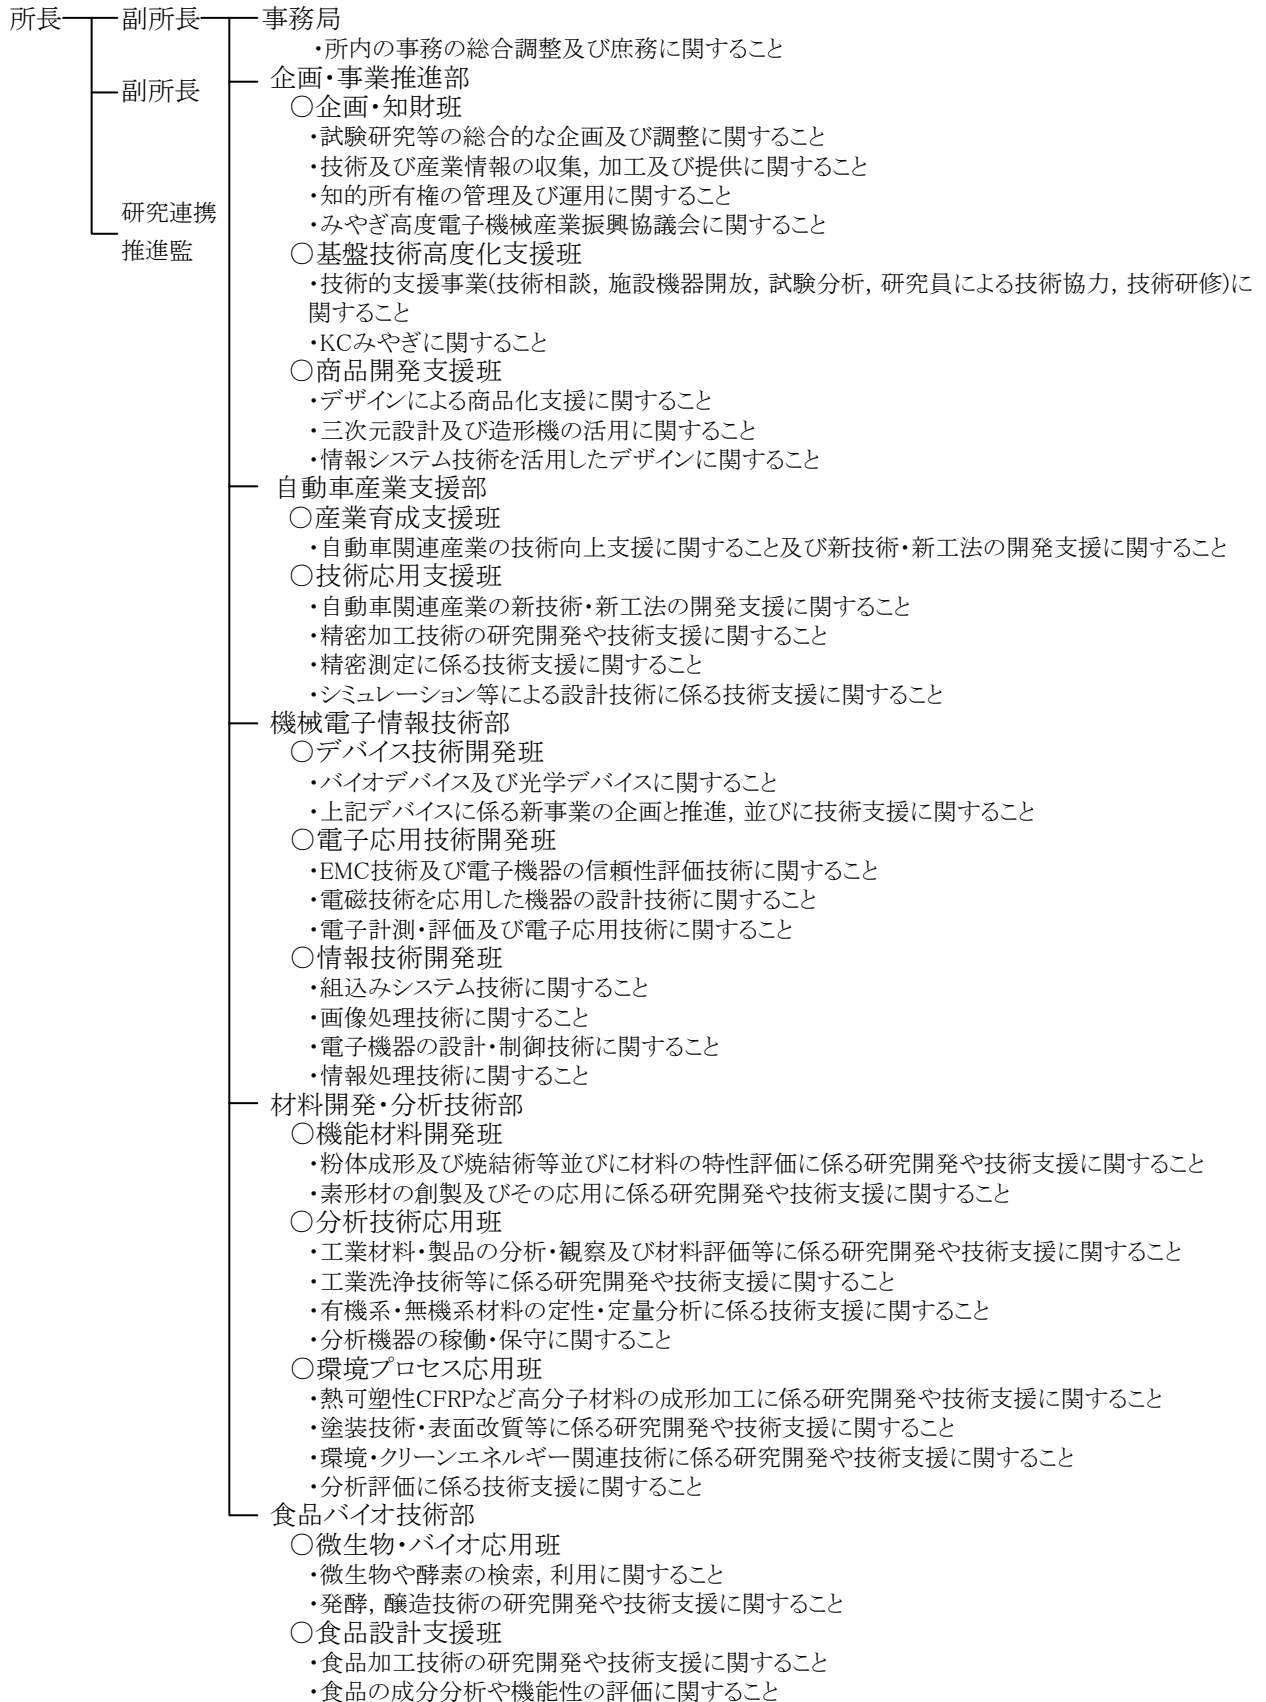 所長 副所長 事務局
・所内の事務の総合調整及び庶務に関すること
企画・事業推進部
副所長
○企画・知財班
・試験研究等の総合的な企画及び調整に関すること
・技術及び産業情報の収集, 加工及び提供に関すること
・知的所有権の管理及び運用に関すること
研究連携
・みやぎ高度電子機械産業振興協議会に関すること
推進監
○基盤技術高度化支援班
・技術的支援事業(技術相談, 施設機器開放, 試験分析, 研究員による技術協力, 技術研修)に
関すること
・KCみやぎに関すること
○商品開発支援班
・デザインによる商品化支援に関すること
・三次元設計及び造形機の活用に関すること
・情報システム技術を活用したデザインに関すること
自動車産業支援部
○産業育成支援班
・自動車関連産業の技術向上支援に関すること及び新技術・新工法の開発支援に関すること
○技術応用支援班
・自動車関連産業の新技術・新工法の開発支援に関すること
・精密加工技術の研究開発や技術支援に関すること
・精密測定に係る技術支援に関すること
・シミュレーション等による設計技術に係る技術支援に関すること
機械電子情報技術部
○デバイス技術開発班
・バイオデバイス及び光学デバイスに関すること
・上記デバイスに係る新事業の企画と推進, 並びに技術支援に関すること
○電子応用技術開発班
・EMC技術及び電子機器の信頼性評価技術に関すること
・電磁技術を応用した機器の設計技術に関すること
・電子計測・評価及び電子応用技術に関すること
○情報技術開発班
・組込みシステム技術に関すること
・画像処理技術に関すること
・電子機器の設計・制御技術に関すること
・情報処理技術に関すること
材料開発・分析技術部
○機能材料開発班
・粉体成形及び焼結術等並びに材料の特性評価に係る研究開発や技術支援に関すること
・素形材の創製及びその応用に係る研究開発や技術支援に関すること
○分析技術応用班
・工業材料・製品の分析・観察及び材料評価等に係る研究開発や技術支援に関すること
・工業洗浄技術等に係る研究開発や技術支援に関すること
・有機系・無機系材料の定性・定量分析に係る技術支援に関すること
・分析機器の稼働・保守に関すること
○環境プロセス応用班
・熱可塑性CFRPなど高分子材料の成形加工に係る研究開発や技術支援に関すること
・塗装技術・表面改質等に係る研究開発や技術支援に関すること
・環境・クリーンエネルギー関連技術に係る研究開発や技術支援に関すること
・分析評価に係る技術支援に関すること
食品バイオ技術部
○微生物・バイオ応用班
・微生物や酵素の検索, 利用に関すること
・発酵, 醸造技術の研究開発や技術支援に関すること
○食品設計支援班
・食品加工技術の研究開発や技術支援に関すること
・食品の成分分析や機能性の評価に関すること